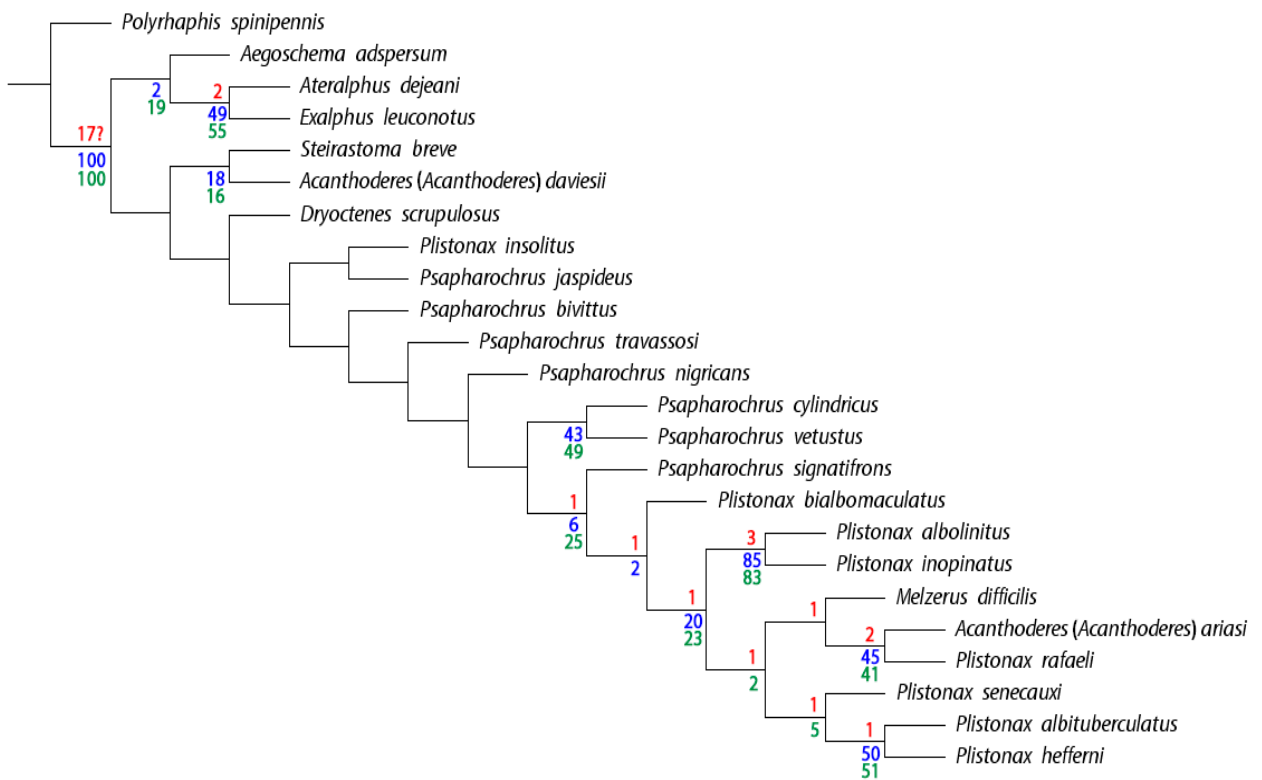 Polyrhaphis spinipennis
Aegoschema adspersum
2
19
2
Ateralphus dejeani
49
55
Exalphus leuconotus
17?
100
100
Steirastoma breve
18
16
Acanthoderes (Acanthoderes) daviesii
Dryoctenes scrupulosus
Plistonax insolitus
Psapharochrus jaspideus
Psapharochrus bivittus
Psapharochrus travassosi
Psapharochrus nigricans
Psapharochrus cylindricus
43
49
Psapharochrus vetustus
Psapharochrus signatifrons
1
6
25
Plistonax bialbomaculatus
1
2
3
Plistonax albolinitus
85
83
Plistonax inopinatus
1
20
23
Melzerus difficilis
1
2
Acanthoderes (Acanthoderes) ariasi
45
41
Plistonax rafaeli
1
2
Plistonax senecauxi
1
5
1
Plistonax albituberculatus
50
51
Plistonax hefferni